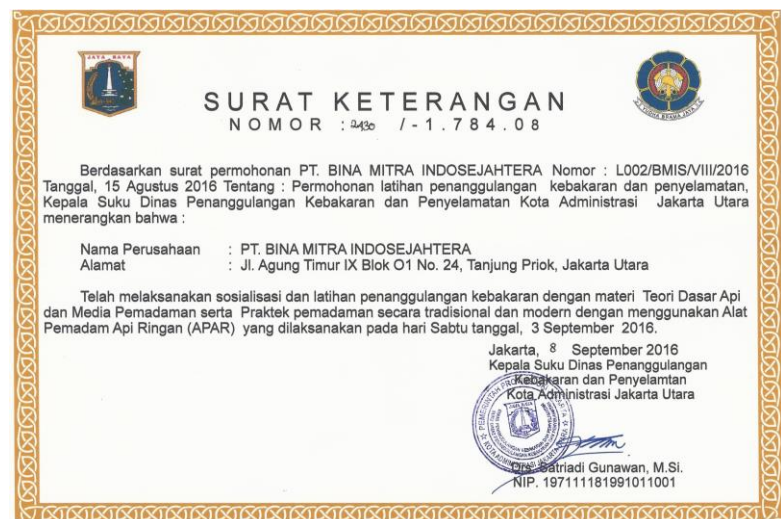 JAYA RAYA
YUDHA BRAMA JAYA
SURAT KETERANGAN
NOMOR : 2430 /-1.784.08
Berdasarkan surat permohonan PT. BINA MITRA INDOSEJAHTERA Nomor : L002/BMIS/VIII/2016
Tanggal, 15 Agustus 2016 Tentang : Permohonan latihan penanggulangan kebakaran dan penyelamatan,
Kepala Suku Dinas Penanggulangan Kebakaran dan Penyelamatan Kota Administrasi Jakarta Utara
menerangkan bahwa :
Nama Perusahaan : PT. BINA MITRA INDOSEJAHTERA
Alamat : Jl. Agung Timur IX Blok O1 No. 24, Tanjung Priok, Jakarta Utara
Telah melaksanakan sosialisasi dan latihan penanggulangan kebakaran dengan materi Teori Dasar Api
dan Media Pemadaman serta Praktek pemadaman secara tradisional dan modern dengan menggunakan Alat
Pemadam Api Ringan (APAR) yang dilaksanakan pada hari Sabtu tanggal, 3 September 2016.
Jakarta, 8 September 2016
Kepala Suku Dinas Penanggulangan
Kebakaran dan Penyelamtan
Kota Administrasi Jakarta Utara
Drs. Satriadi Gunawan, M.Si.
NIP. 197111181991011001